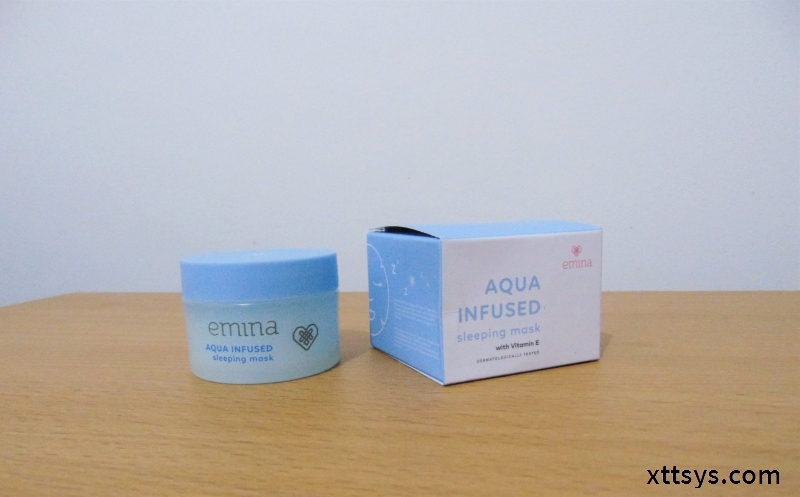 emina
AQUA INFUSED
sleeping mask
emina
AQUA
INFUSED
sleeping mask
with Vitamin E
DERMATOLOGICALLY TESTED
z
z
xttsys.com